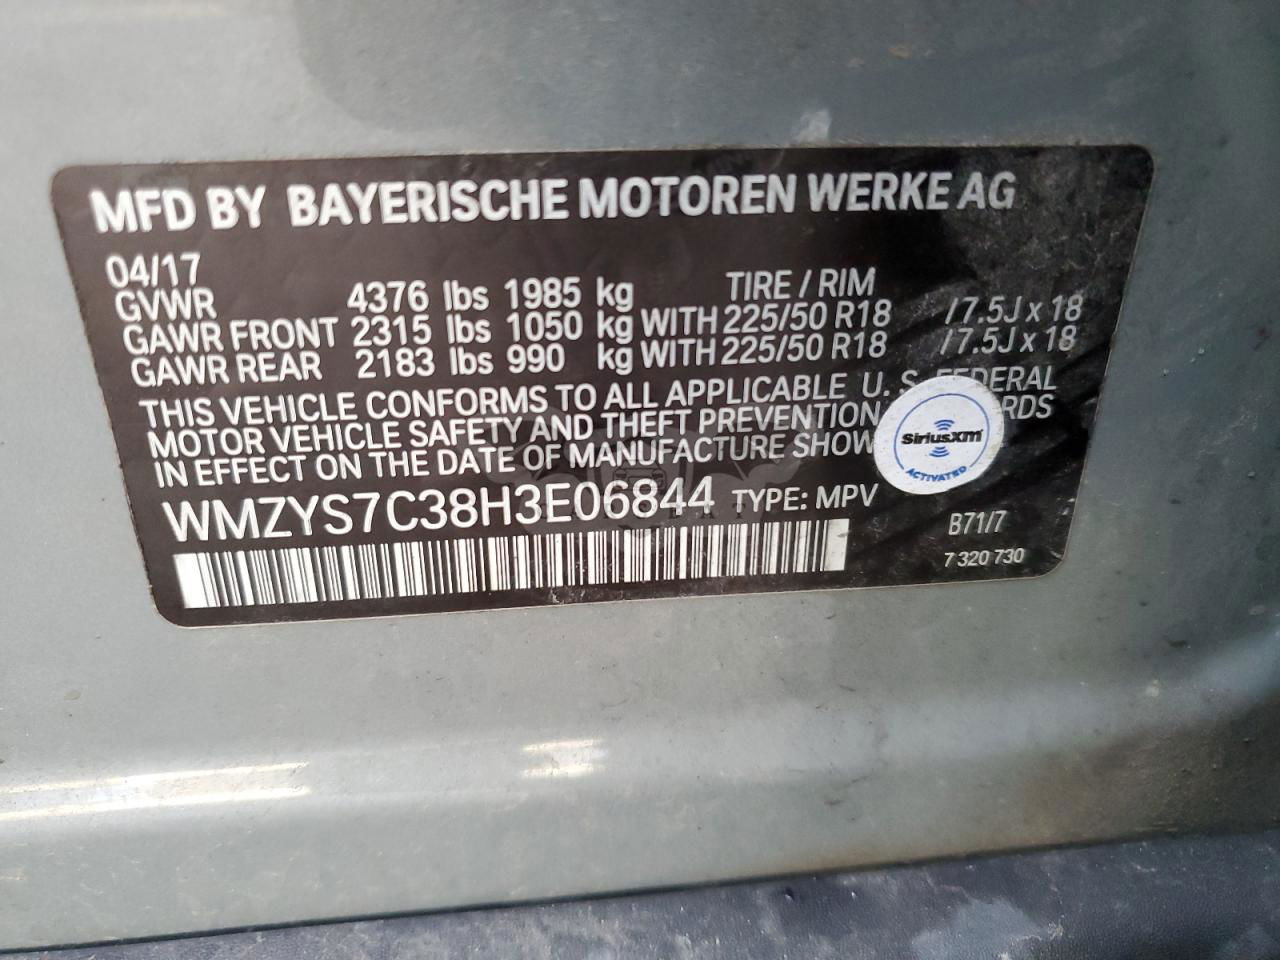 MFD BY BAYERISCHE MOTOREN WERKE AG
04/17 TIRE / RIM
GVWR 4376 lbs 1985 kg
GAWR FRONT 2315 lbs 1050 kg WITH 225/50 R18 / 7.5J x 18
GAWR REAR 2183 lbs 990 kg WITH 225/50 R18 / 7.5J x 18
THIS VEHICLE CONFORMS TO ALL APPLICABLE U. S. FEDERAL
MOTOR VEHICLE SAFETY AND THEFT PREVENTION RDS
IN EFFECT ON THE DATE OF MANUFACTURE SHOW
SiriusXM
ACTIVATED
WMZYS7C38H3E06844 TYPE: MPV
B71/7
7 320 730